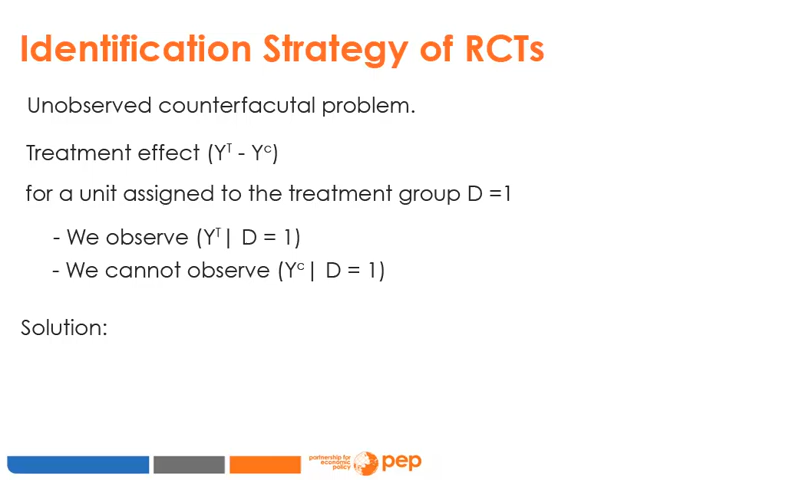 Identification Strategy of RCTs
Unobserved counterfacutal problem.
Treatment effect (Yᵀ - Yᶜ)
for a unit assigned to the treatment group D =1
- We observe (Yᵀ| D = 1)
- We cannot observe (Yᶜ| D = 1)
Solution:
partnership for
economic
policy
pep